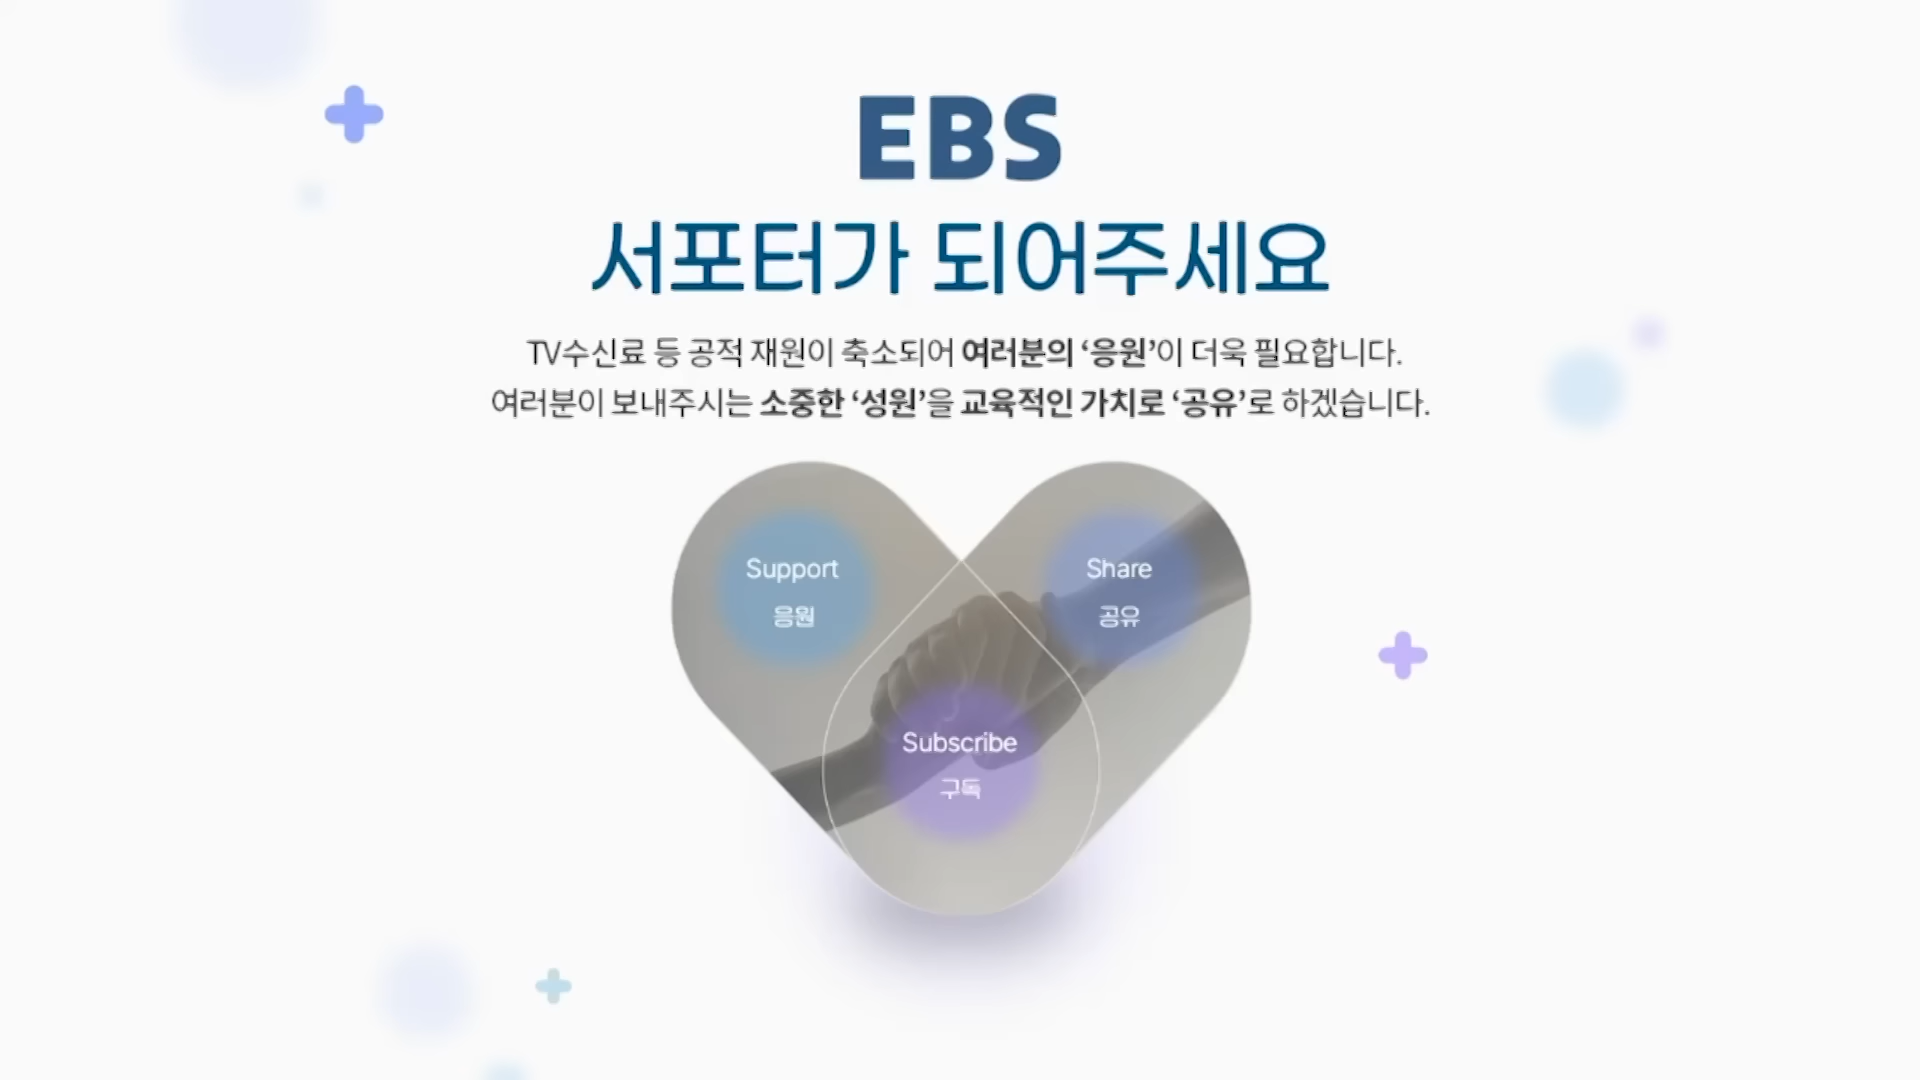 EBS
서포터가 되어주세요
TV수신료 등 공적 재원이 축소되어 여러분의 ‘응원’이 더욱 필요합니다.
여러분이 보내주시는 소중한 ‘성원’을 교육적인 가치로 ‘공유’로 하겠습니다.
Support
응원
Share
공유
Subscribe
구독